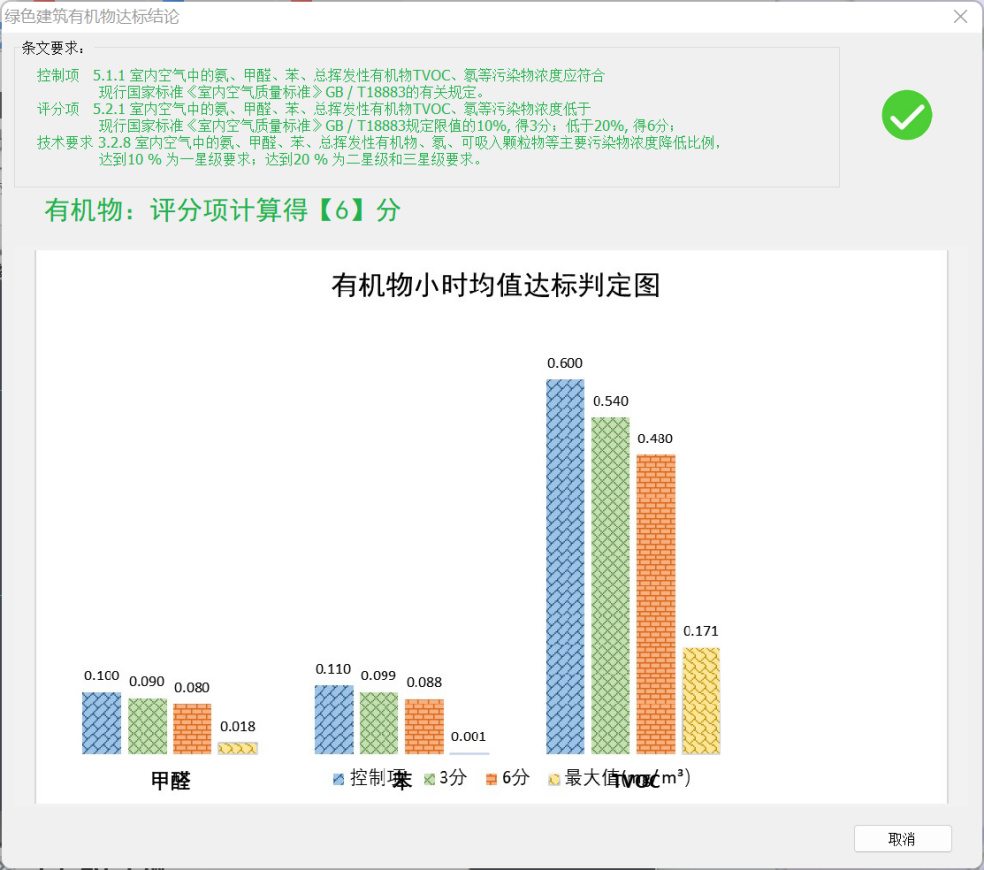 绿色建筑有机物达标结论
条文要求：
控制项 5.1.1 室内空气中的氨、甲醛、苯、总挥发性有机物TVOC、氡等污染物浓度应符合
现行国家标准《室内空气质量标准》GB / T18883的有关规定。
评分项 5.2.1 室内空气中的氨、甲醛、苯、总挥发性有机物TVOC、氡等污染物浓度低于
现行国家标准《室内空气质量标准》GB / T18883规定限值的10%, 得3分；低于20%, 得6分；
技术要求 3.2.8 室内空气中的氨、甲醛、苯、总挥发性有机物、氡、可吸入颗粒物等主要污染物浓度降低比例，
达到10 % 为一星级要求；达到20 % 为二星级和三星级要求。
有机物：评分项计算得【6】分
有机物小时均值达标判定图
0.600
0.540
0.480
0.171
0.110
0.099
0.088
0.001
0.100
0.090
0.080
0.018
甲醛
苯
TVOC
控制项 3分 6分 最大值(mg/m³)
取消